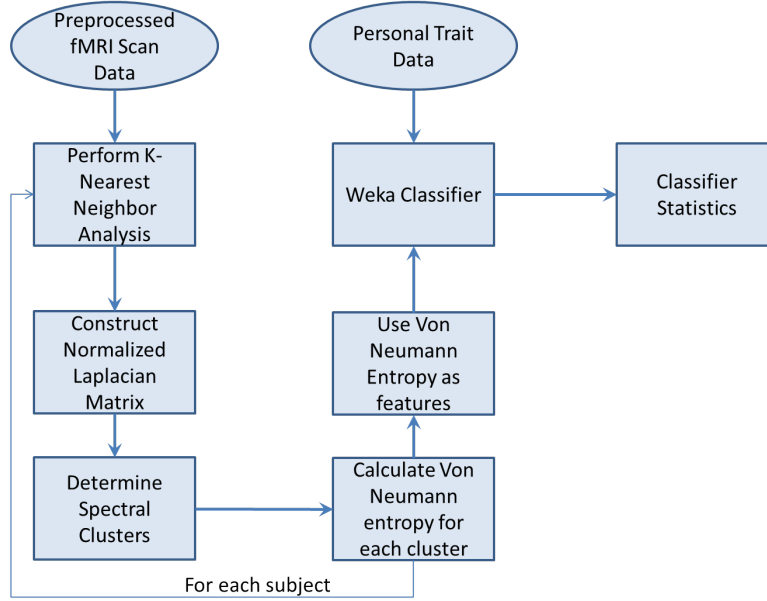 Preprocessed
fMRI Scan
Data
Perform K-
Nearest
Neighbor
Analysis
Construct
Normalized
Laplacian
Matrix
Determine
Spectral
Clusters
Calculate Von
Neumann
entropy for
each cluster
For each subject
Use Von
Neumann
Entropy as
features
Personal Trait
Data
Weka Classifier
Classifier
Statistics